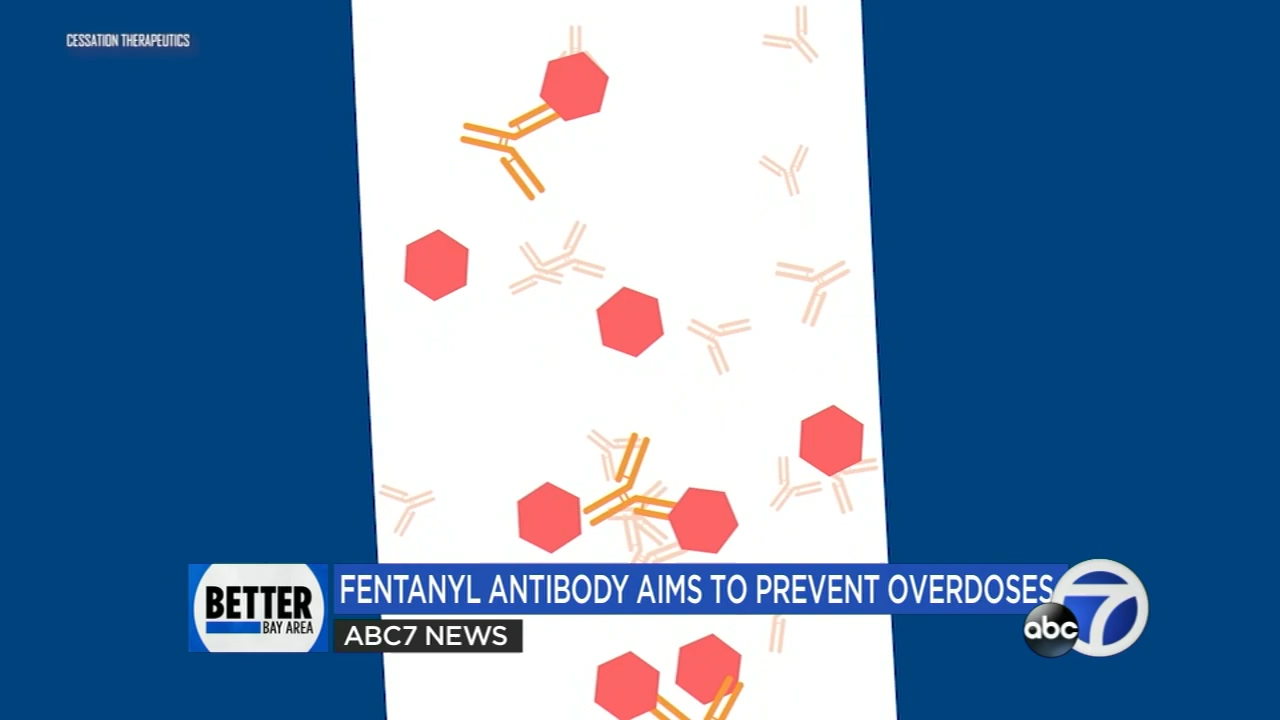 CESSATION THERAPEUTICS
BETTER
BAY AREA
FENTANYL ANTIBODY AIMS TO PREVENT OVERDOSES
ABC7 NEWS
abc 7